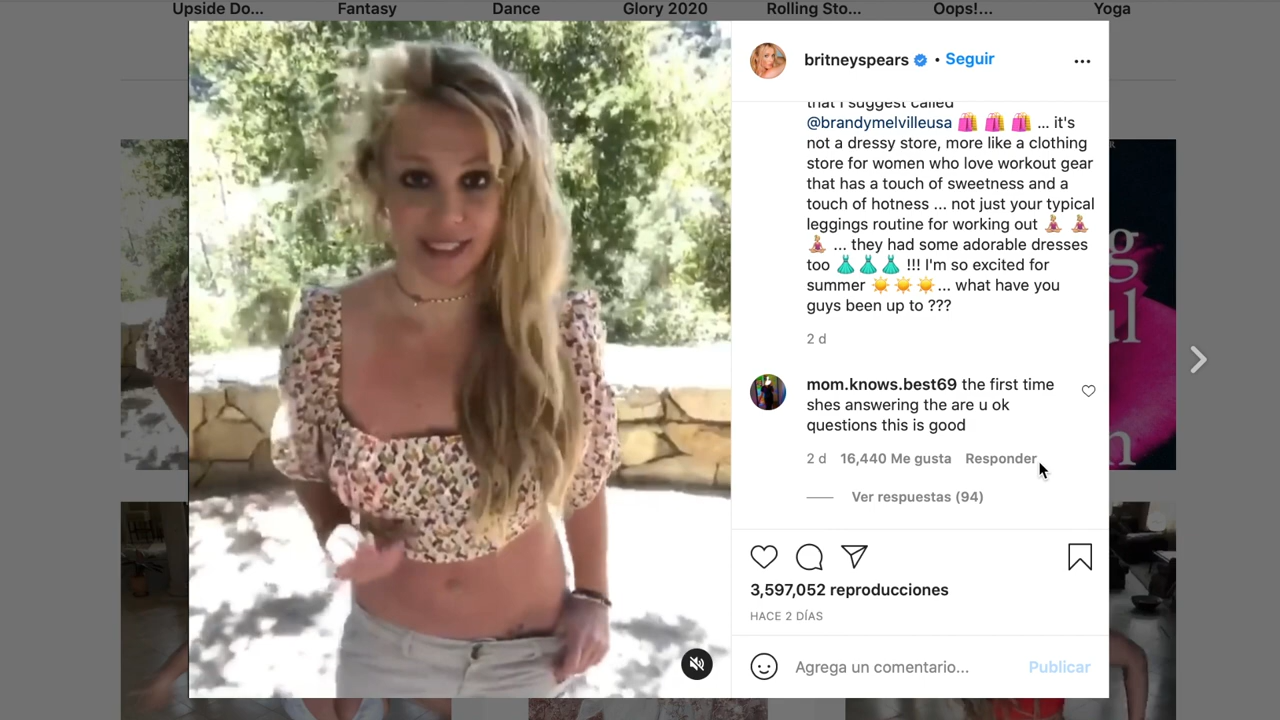 Upside Do...
Fantasy
Dance
Glory 2020
Rolling Sto...
Oops!...
Yoga
britneyspears • Seguir
that I suggest called
@brandymelvilleusa 🛍️ 🛍️ 🛍️ ... it's
not a dressy store, more like a clothing
store for women who love workout gear
that has a touch of sweetness and a
touch of hotness ... not just your typical
leggings routine for working out 🧘🏼‍♀️ 🧘🏼‍♀️
🧘🏼‍♀️ ... they had some adorable dresses
too 👗👗👗 !!! I'm so excited for
summer ☀️ ☀️ ☀️... what have you
guys been up to ???
2 d
mom.knows.best69 the first time
shes answering the are u ok
questions this is good
2 d 16,440 Me gusta Responder
Ver respuestas (94)
3,597,052 reproducciones
HACE 2 DÍAS
Agrega un comentario... Publicar